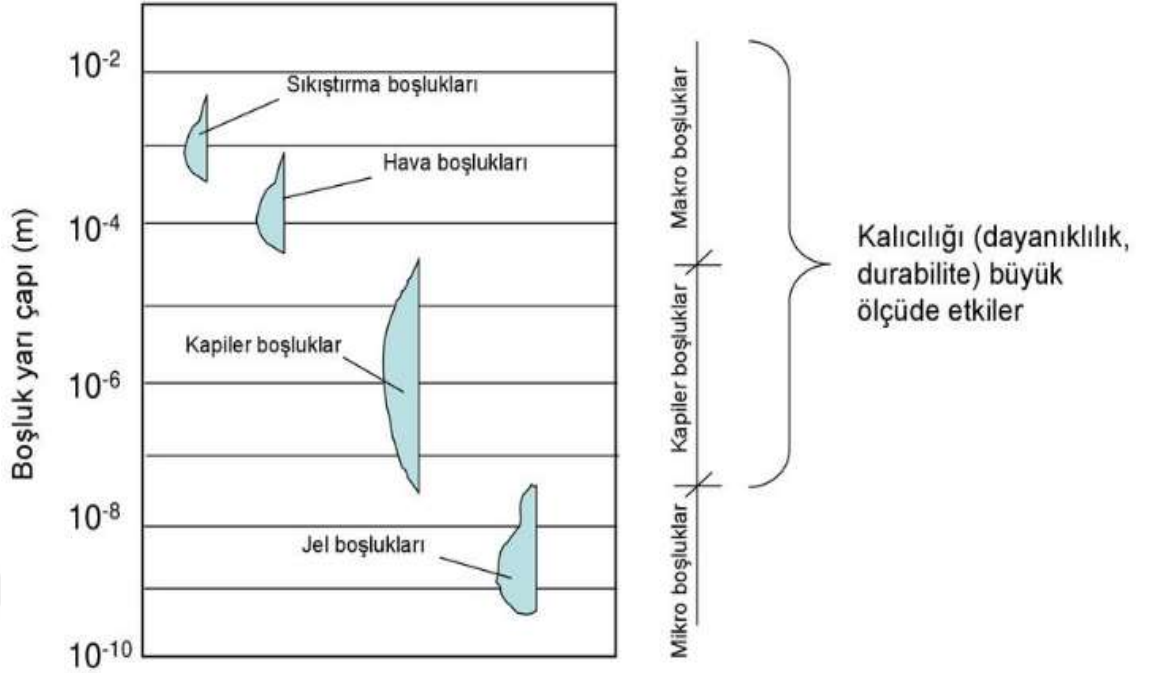 Boşluk yarı çapı (m)
10-2
10-4
10-6
10-8
10-10
Sıkıştırma boşlukları
Hava boşlukları
Kapiler boşluklar
Jel boşlukları
Makro boşluklar
Kapiler boşluklar
Mikro boşluklar
Kalıcılığı (dayanıklılık,
durabilite) büyük
ölçüde etkiler